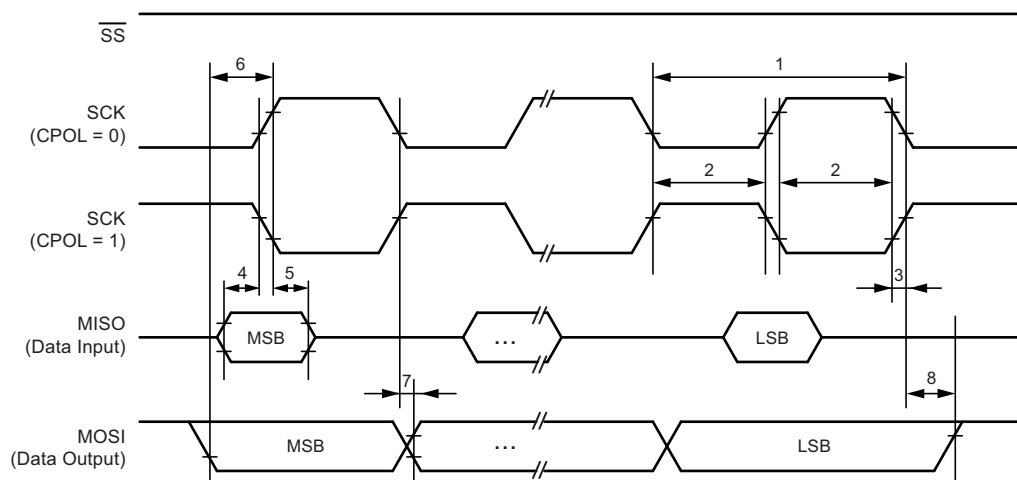 SS
6
1
SCK
(CPOL = 0)
2
2
SCK
(CPOL = 1)
4
5
3
MISO
(Data Input)
MSB
...
LSB
7
8
MOSI
(Data Output)
MSB
...
LSB